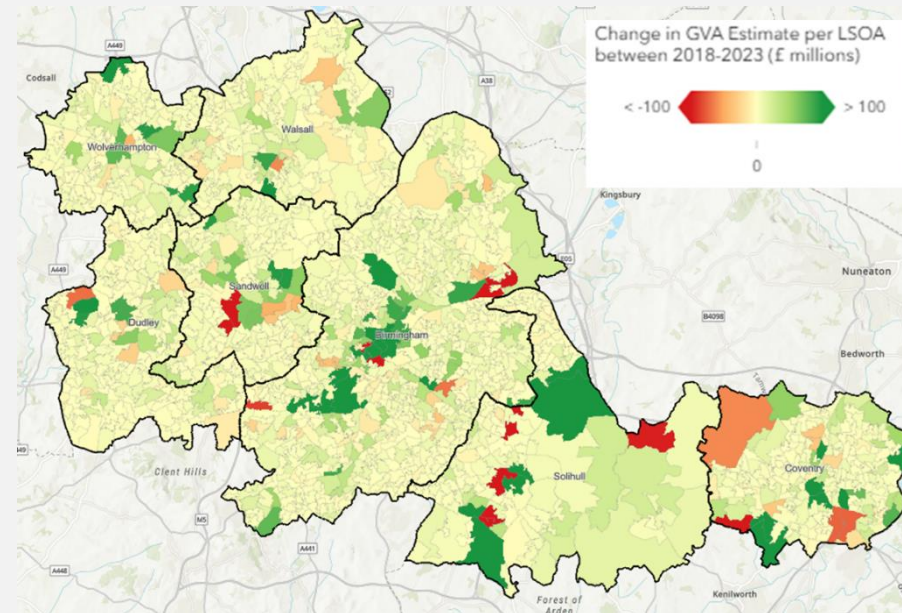 Change in GVA Estimate per LSOA
between 2018-2023 (£ millions)
< -100
> 100
0
A449
Codsall
A38
Walsall
Wolverhampton
Kingsbury
A449
Sandwell
Nuneaton
Dudley
Birmingham
B4098
Bedworth
Clent Hills
Solihull
Coventry
M5
A441
A448
Kenilworth
Forest of
Arden